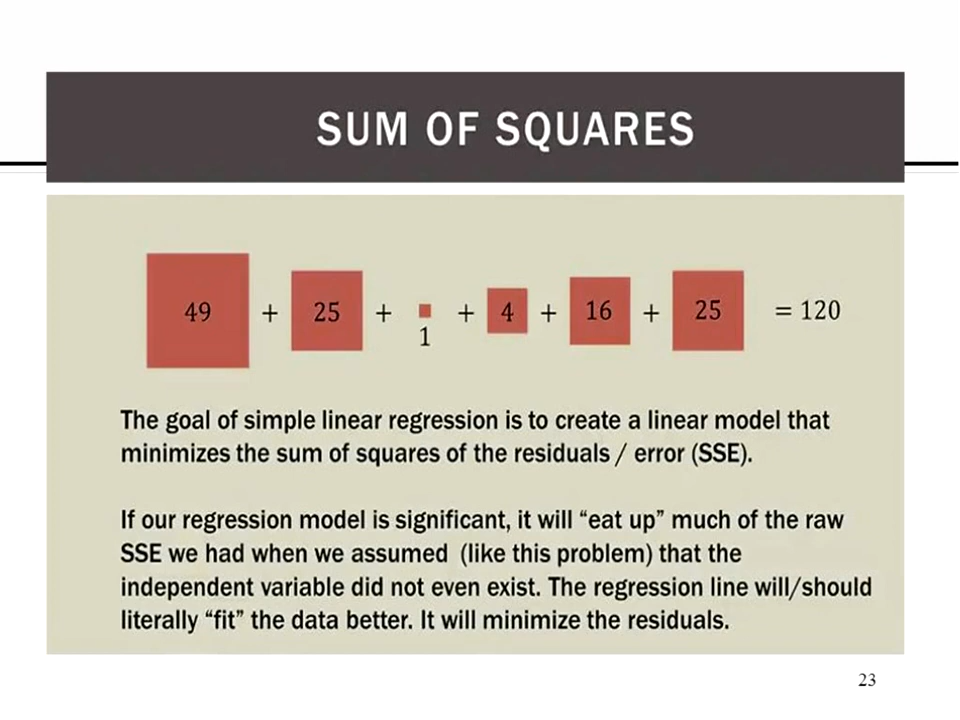 SUM OF SQUARES
49 + 25 + 1 + 4 + 16 + 25 = 120
The goal of simple linear regression is to create a linear model that
minimizes the sum of squares of the residuals / error (SSE).
If our regression model is significant, it will “eat up” much of the raw
SSE we had when we assumed (like this problem) that the
independent variable did not even exist. The regression line will/should
literally “fit” the data better. It will minimize the residuals.
23